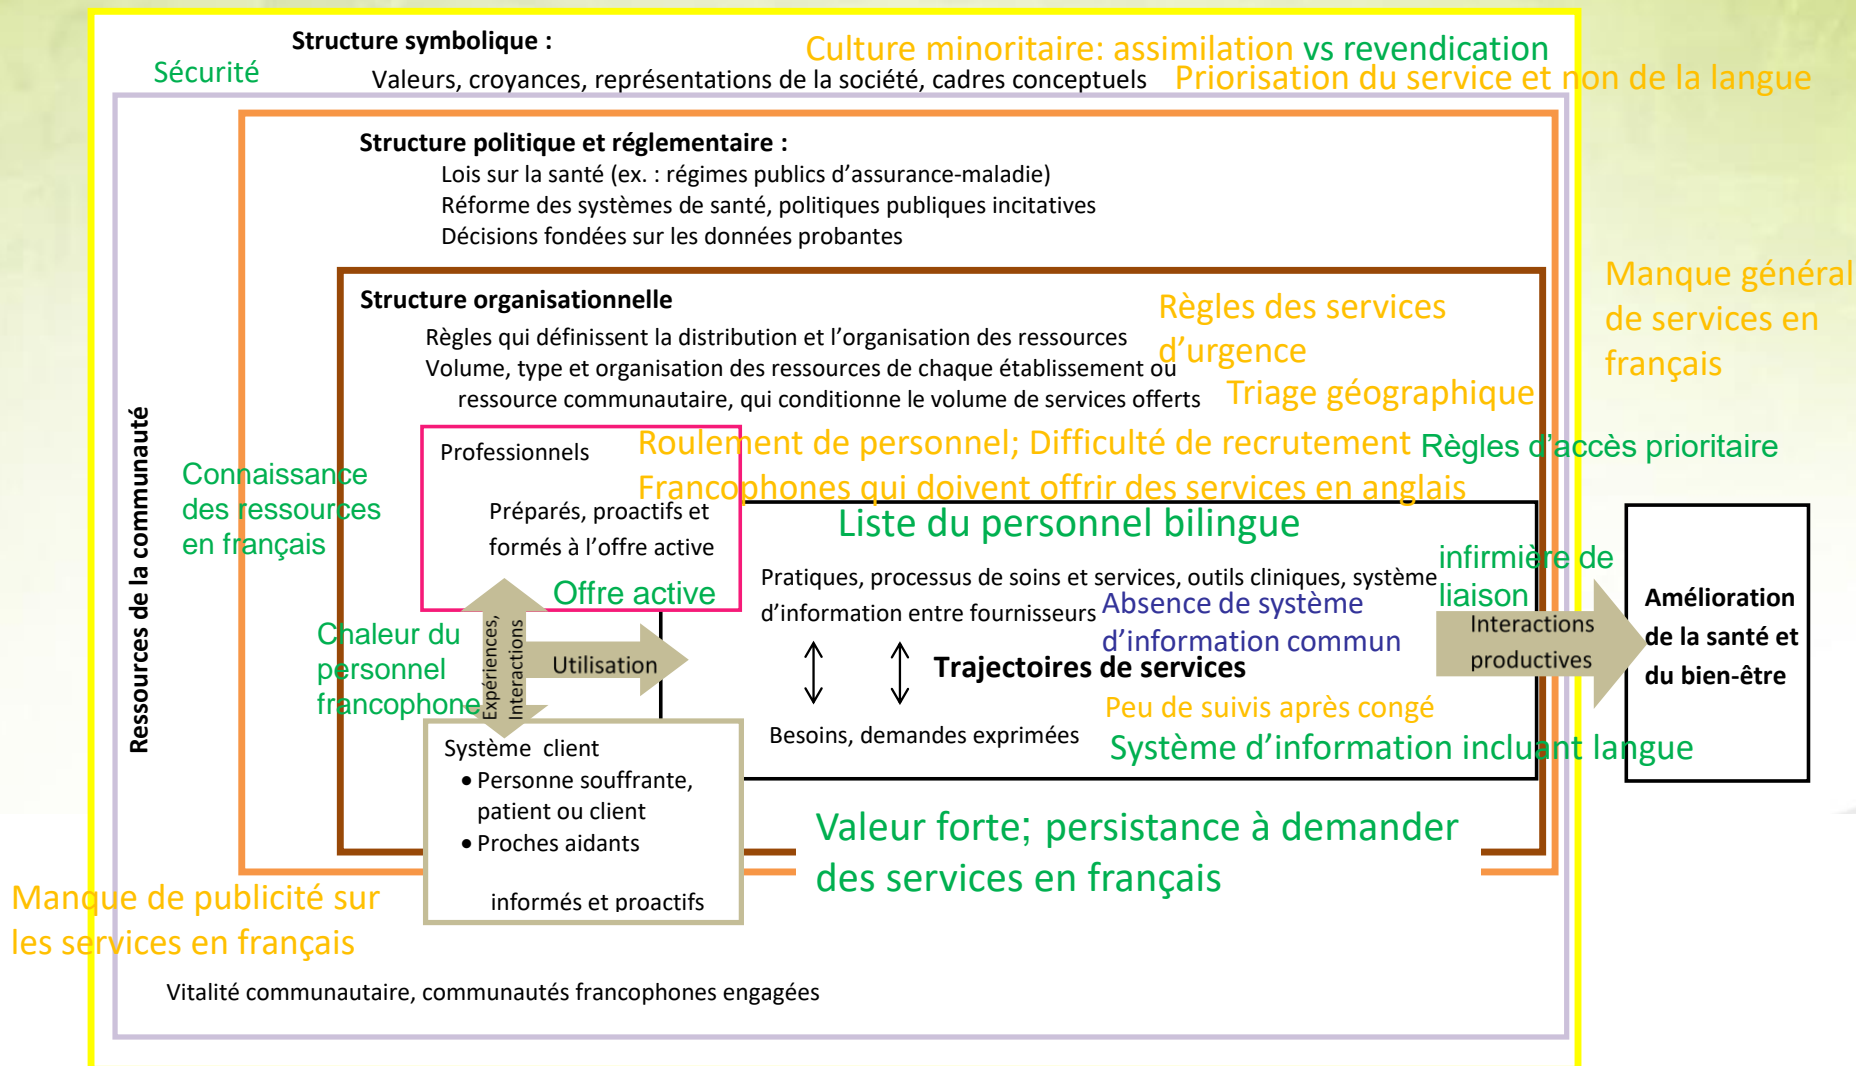 Structure symbolique :
Culture minoritaire: assimilation vs revendication
Sécurité
Valeurs, croyances, représentations de la société, cadres conceptuels
Priorisation du service et non de la langue
Structure politique et réglementaire :
Lois sur la santé (ex. : régimes publics d’assurance-maladie)
Réforme des systèmes de santé, politiques publiques incitatives
Décisions fondées sur les données probantes
Manque général
de services en
français
Structure organisationnelle
Règles qui définissent la distribution et l’organisation des ressources
Volume, type et organisation des ressources de chaque établissement ou
ressource communautaire, qui conditionne le volume de services offerts
Règles des services
d’urgence
Triage géographique
Ressources de la communauté
Connaissance
des ressources
en français
Professionnels
Préparés, proactifs et
formés à l’offre active
Offre active
Roulement de personnel; Difficulté de recrutement
Règles d’accès prioritaire
Francophones qui doivent offrir des services en anglais
Liste du personnel bilingue
Pratiques, processus de soins et services, outils cliniques, système
d’information entre fournisseurs
Absence de système
d’information commun
infirmière de
liaison
Interactions
productives
Amélioration
de la santé et
du bien-être
Chaleur du
personnel
francophone
Expériences,
Interactions
Utilisation
Trajectoires de services
Peu de suivis après congé
Besoins, demandes exprimées
Système d’information incluant langue
Système client
• Personne souffrante,
patient ou client
• Proches aidants
informés et proactifs
Valeur forte; persistance à demander
des services en français
Manque de publicité sur
les services en français
Vitalité communautaire, communautés francophones engagées